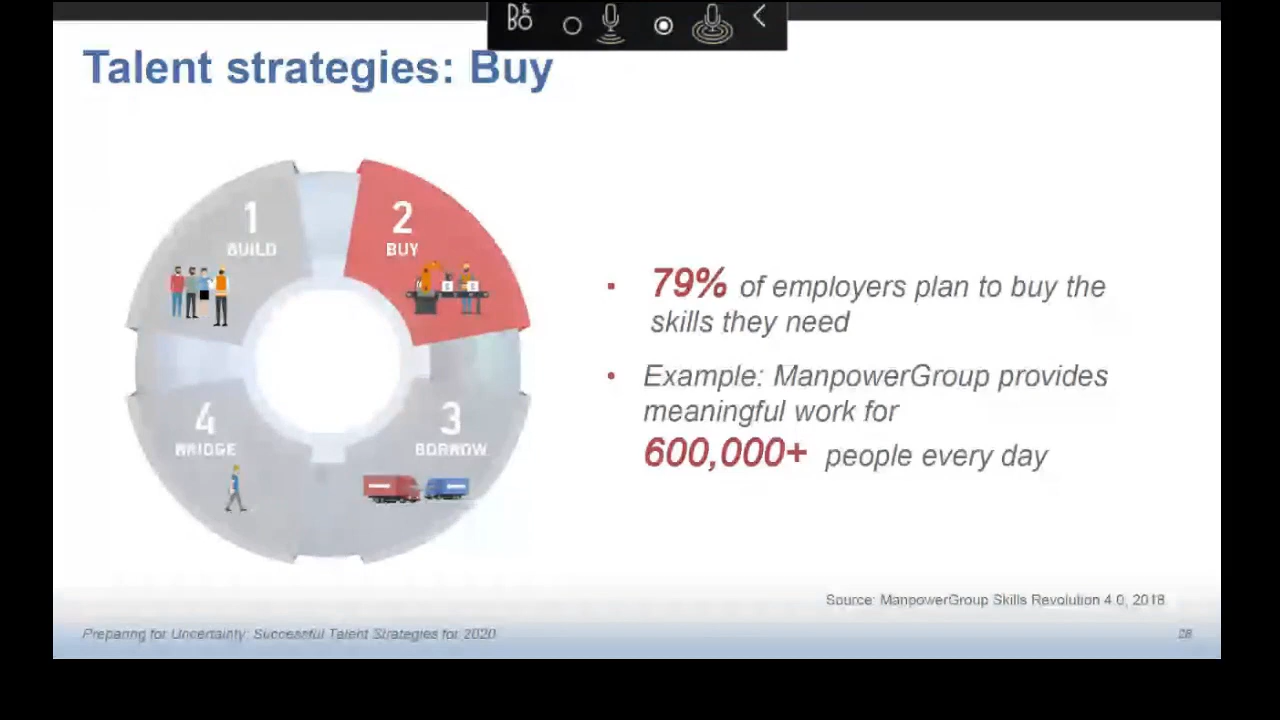 B&O
Talent strategies: Buy
1
BUILD
2
BUY
4
BRIDGE
3
BORROW
• 79% of employers plan to buy the
skills they need
• Example: ManpowerGroup provides
meaningful work for
600,000+ people every day
Source: ManpowerGroup Skills Revolution 4.0, 2018
Preparing for Uncertainty: Successful Talent Strategies for 2020
28